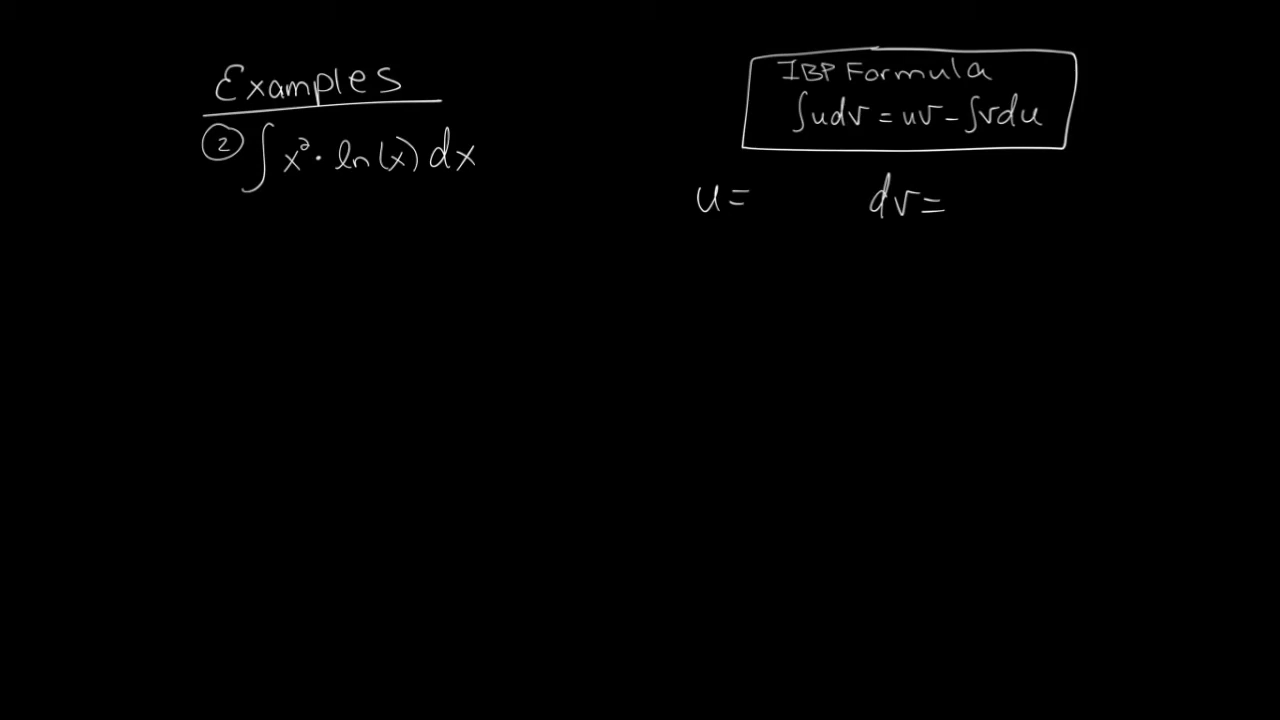 Examples
② ∫ x² · ln(x) dx
IBP Formula
∫udv = uv - ∫vdu
u= dv=